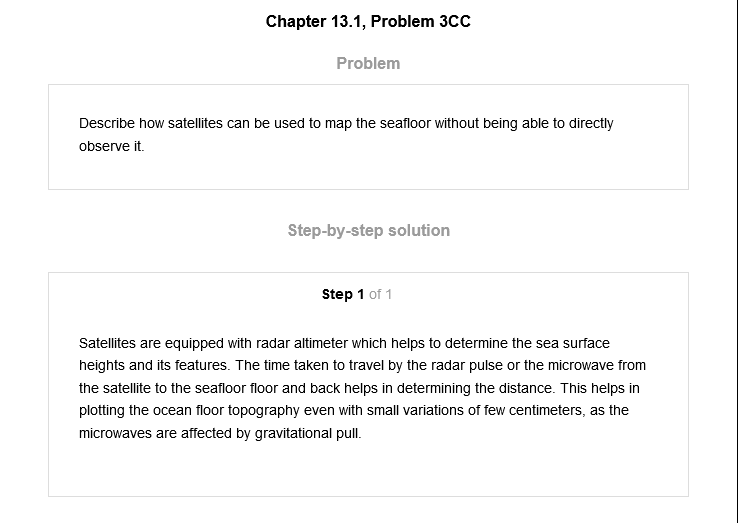 Chapter 13.1, Problem 3CC
Problem
Describe how satellites can be used to map the seafloor without being able to directly
observe it.
Step-by-step solution
Step 1 of 1
Satellites are equipped with radar altimeter which helps to determine the sea surface
heights and its features. The time taken to travel by the radar pulse or the microwave from
the satellite to the seafloor floor and back helps in determining the distance. This helps in
plotting the ocean floor topography even with small variations of few centimeters, as the
microwaves are affected by gravitational pull.